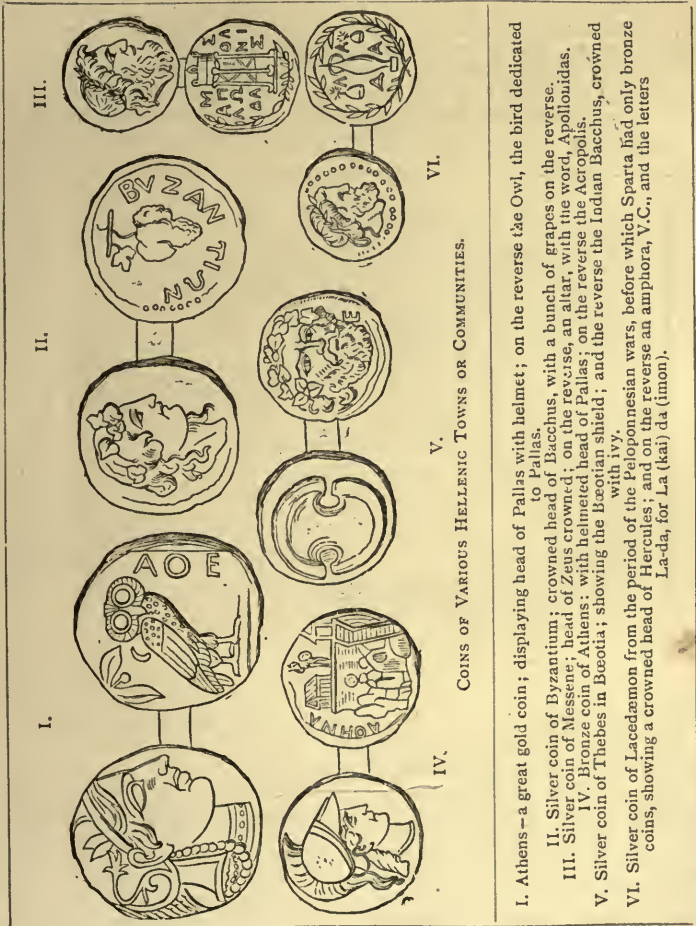 I.
II.
III.
ΑΘΕ
BVZANTIΩN
ΑΘΗΝΑ
IV.
V.
VI.
COINS OF VARIOUS HELLENIC TOWNS OR COMMUNITIES.
I. Athens—a great gold coin; displaying head of Pallas with helmet; on the reverse the Owl, the bird dedicated
to Pallas.
II. Silver coin of Byzantium; crowned head of Bacchus, with a bunch of grapes on the reverse.
III. Silver coin of Messene; head of Zeus crowned; on the reverse, an altar, with the word, Apollonidas.
IV. Bronze coin of Athens: with helmeted head of Pallas; on the reverse the Acropolis.
V. Silver coin of Thebes in Bœotia; showing the Bœotian shield; and the reverse the Indian Bacchus, crowned
with ivy.
VI. Silver coin of Lacedæmon from the period of the Peloponnesian wars, before which Sparta had only bronze
coins, showing a crowned head of Hercules; and on the reverse an amphora, V.C., and the letters
La-da, for La (kai) da (imon).